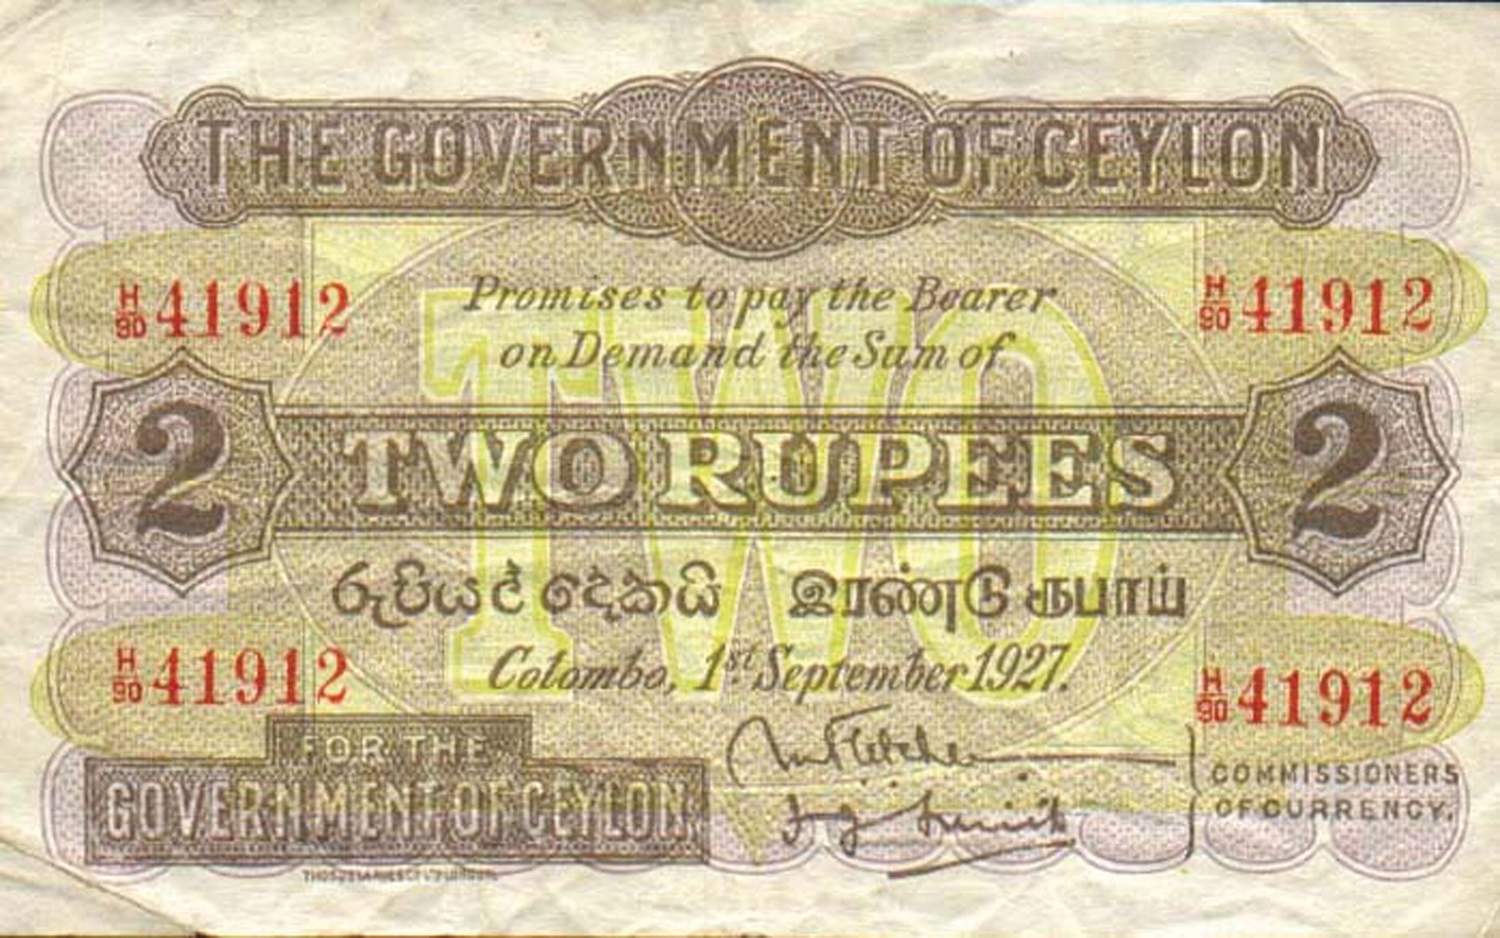 THE GOVERNMENT OF CEYLON
H/90 41912 H/90 41912
Promises to pay the Bearer
on Demand the Sum of
2 TWO RUPEES 2
TWO
රුපියල් දෙකයි இரண்டு ரூபாய்
Colombo, 1st September 1927.
H/90 41912 H/90 41912
FOR THE
GOVERNMENT OF CEYLON
COMMISSIONERS
OF CURRENCY.